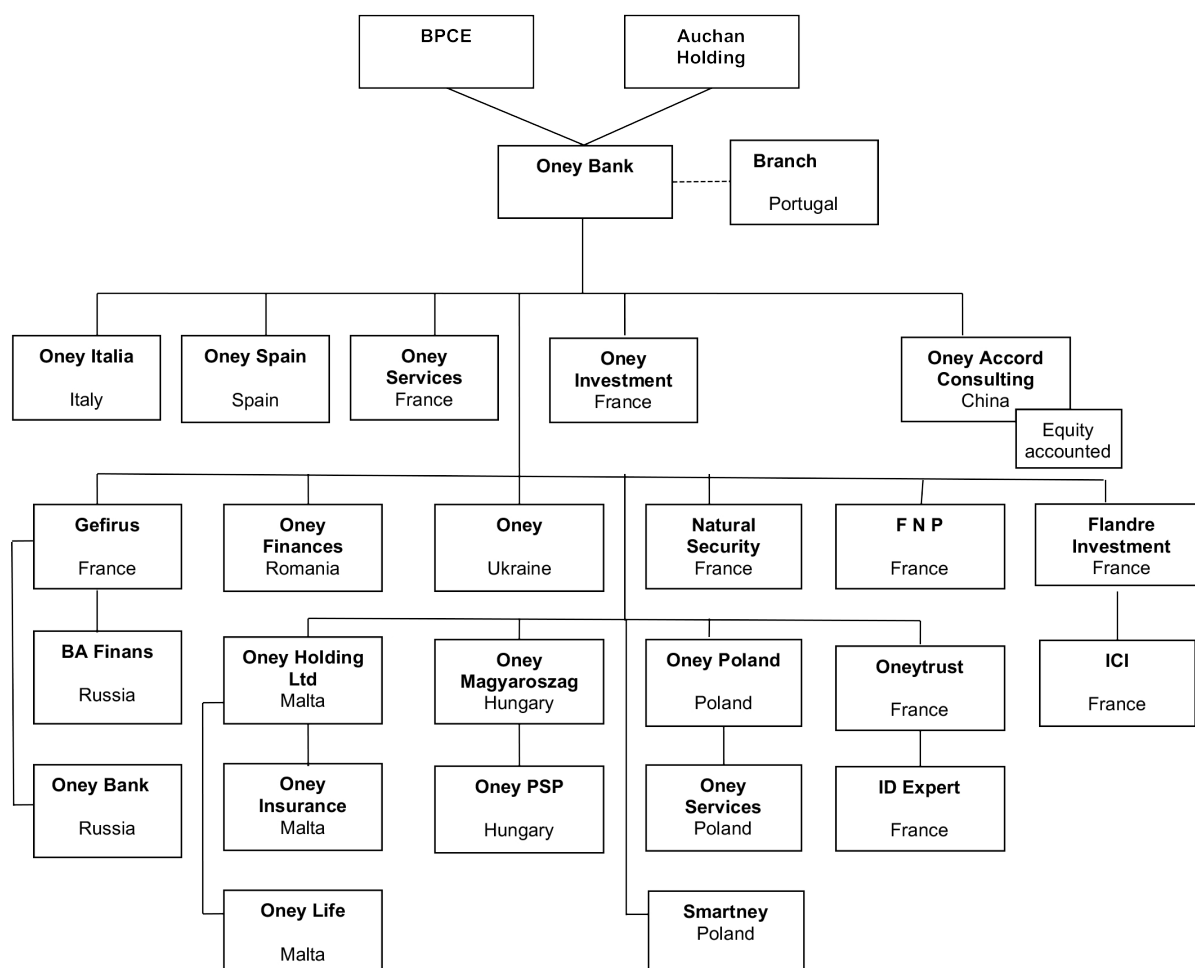 BPCE
Auchan
Holding
Oney Bank
Branch
Portugal
Oney Italia
Italy
Oney Spain
Spain
Oney
Services
France
Oney
Investment
France
Oney Accord
Consulting
China
Equity
accounted
Gefirus
France
Oney
Finances
Romania
Oney
Ukraine
Natural
Security
France
F N P
France
Flandre
Investment
France
BA Finans
Russia
Oney Holding
Ltd
Malta
Oney
Magyaroszag
Hungary
Oney Poland
Poland
Oneytrust
France
ICI
France
Oney Bank
Russia
Oney
Insurance
Malta
Oney PSP
Hungary
Oney
Services
Poland
ID Expert
France
Oney Life
Malta
Smartney
Poland